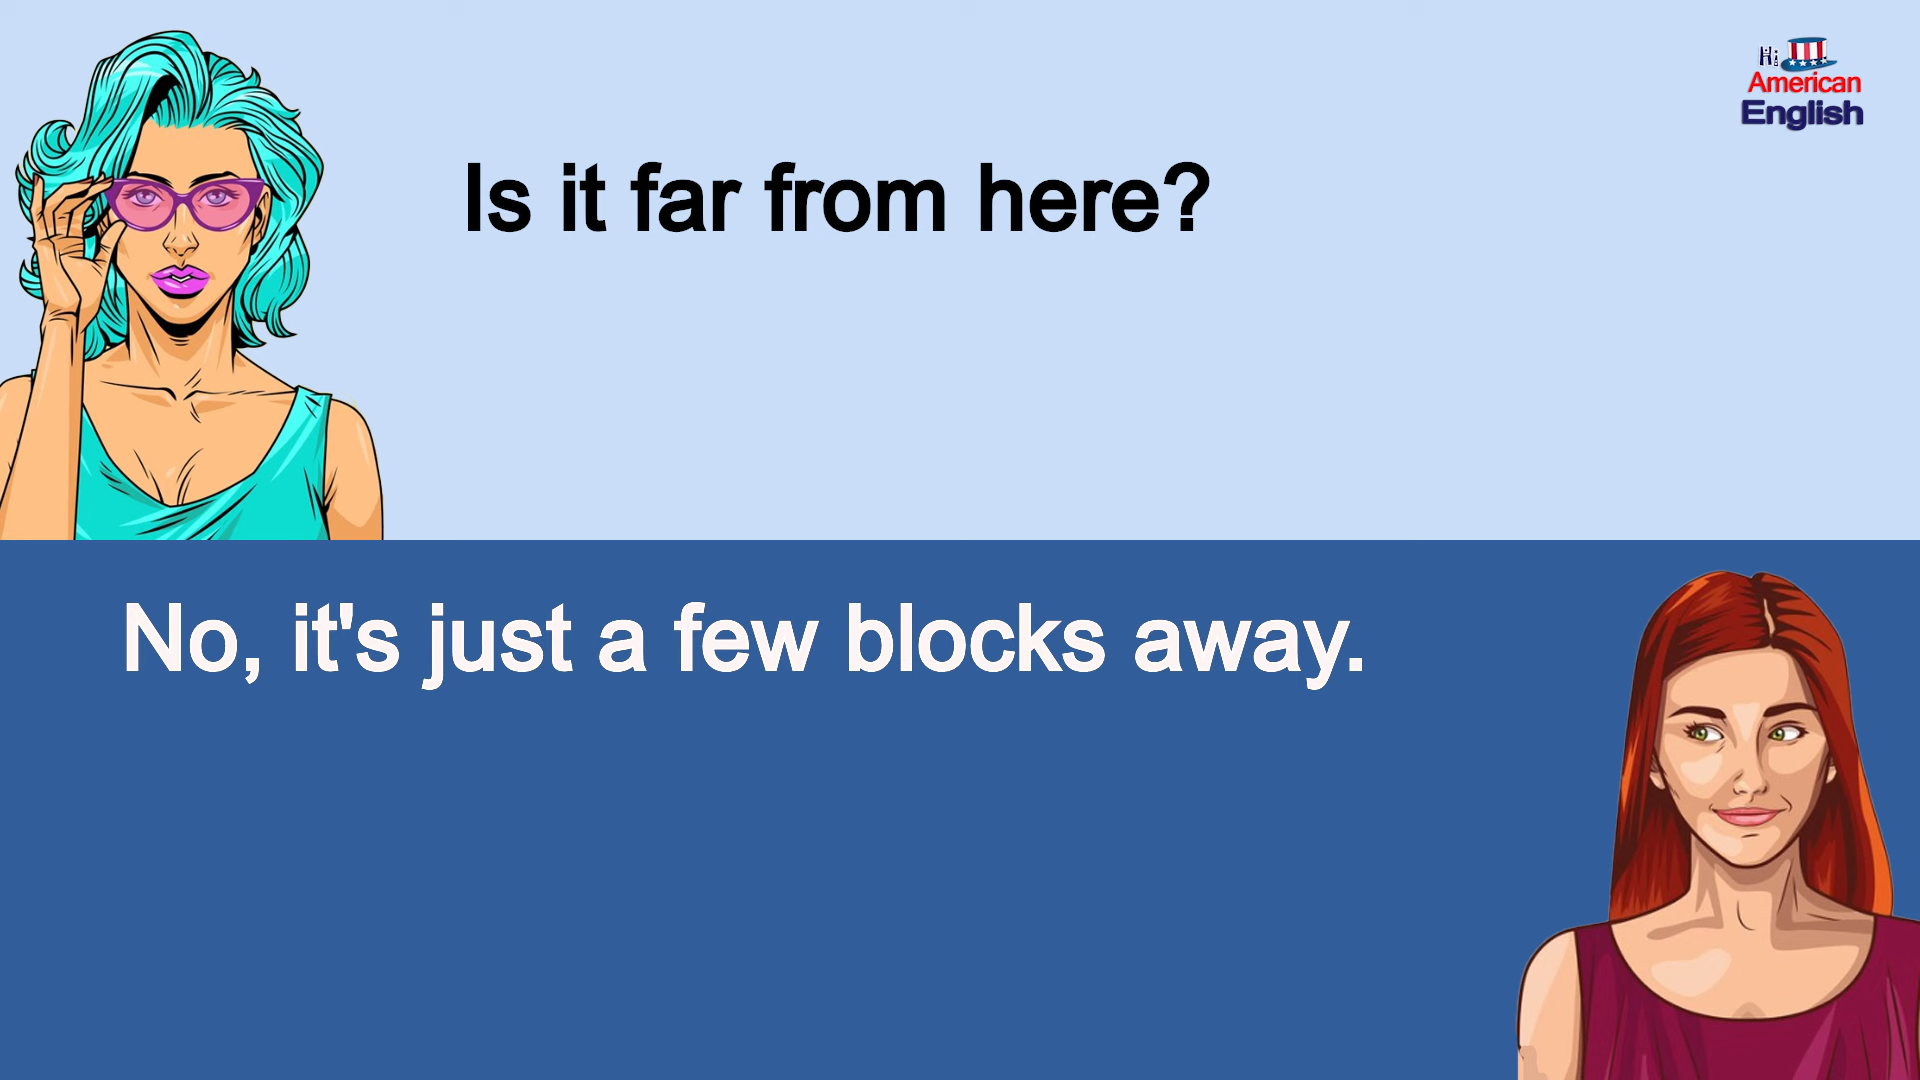 Hi
American
English
Is it far from here?
No, it's just a few blocks away.